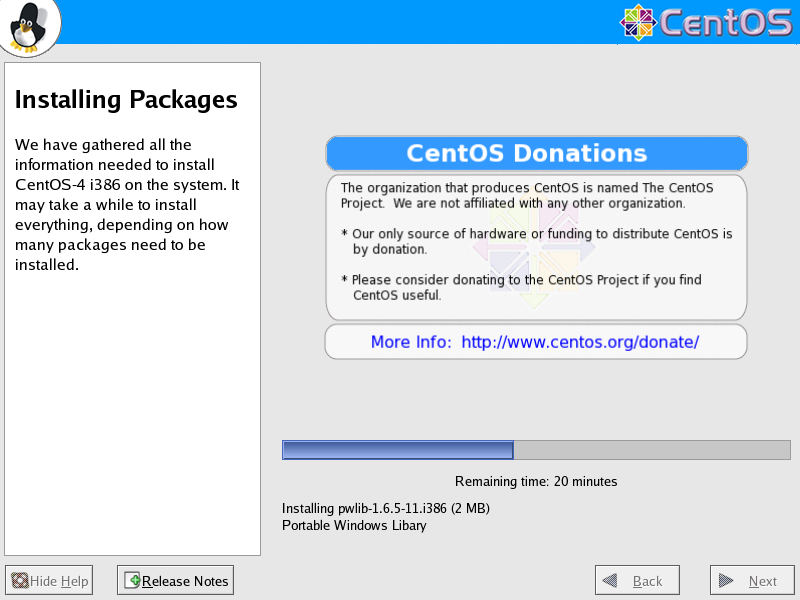 CentOS
Installing Packages
We have gathered all the
information needed to install
CentOS-4 i386 on the system. It
may take a while to install
everything, depending on how
many packages need to be
installed.
CentOS Donations
The organization that produces CentOS is named The CentOS
Project. We are not affiliated with any other organization.
* Our only source of hardware or funding to distribute CentOS is
by donation.
* Please consider donating to the CentOS Project if you find
CentOS useful.
More Info: http://www.centos.org/donate/
Remaining time: 20 minutes
Installing pwlib-1.6.5-11.i386 (2 MB)
Portable Windows Libary
Hide Help
Release Notes
Back
Next